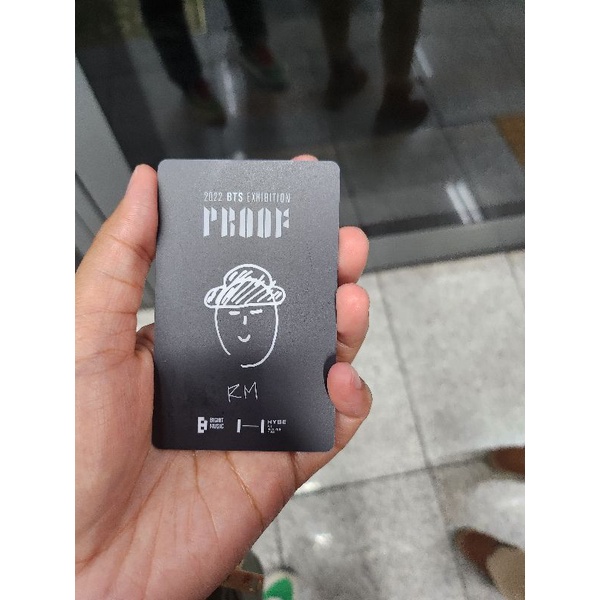 2022 BTS EXHIBITION
PROOF
RM
BIGHIT
MUSIC
HYBE